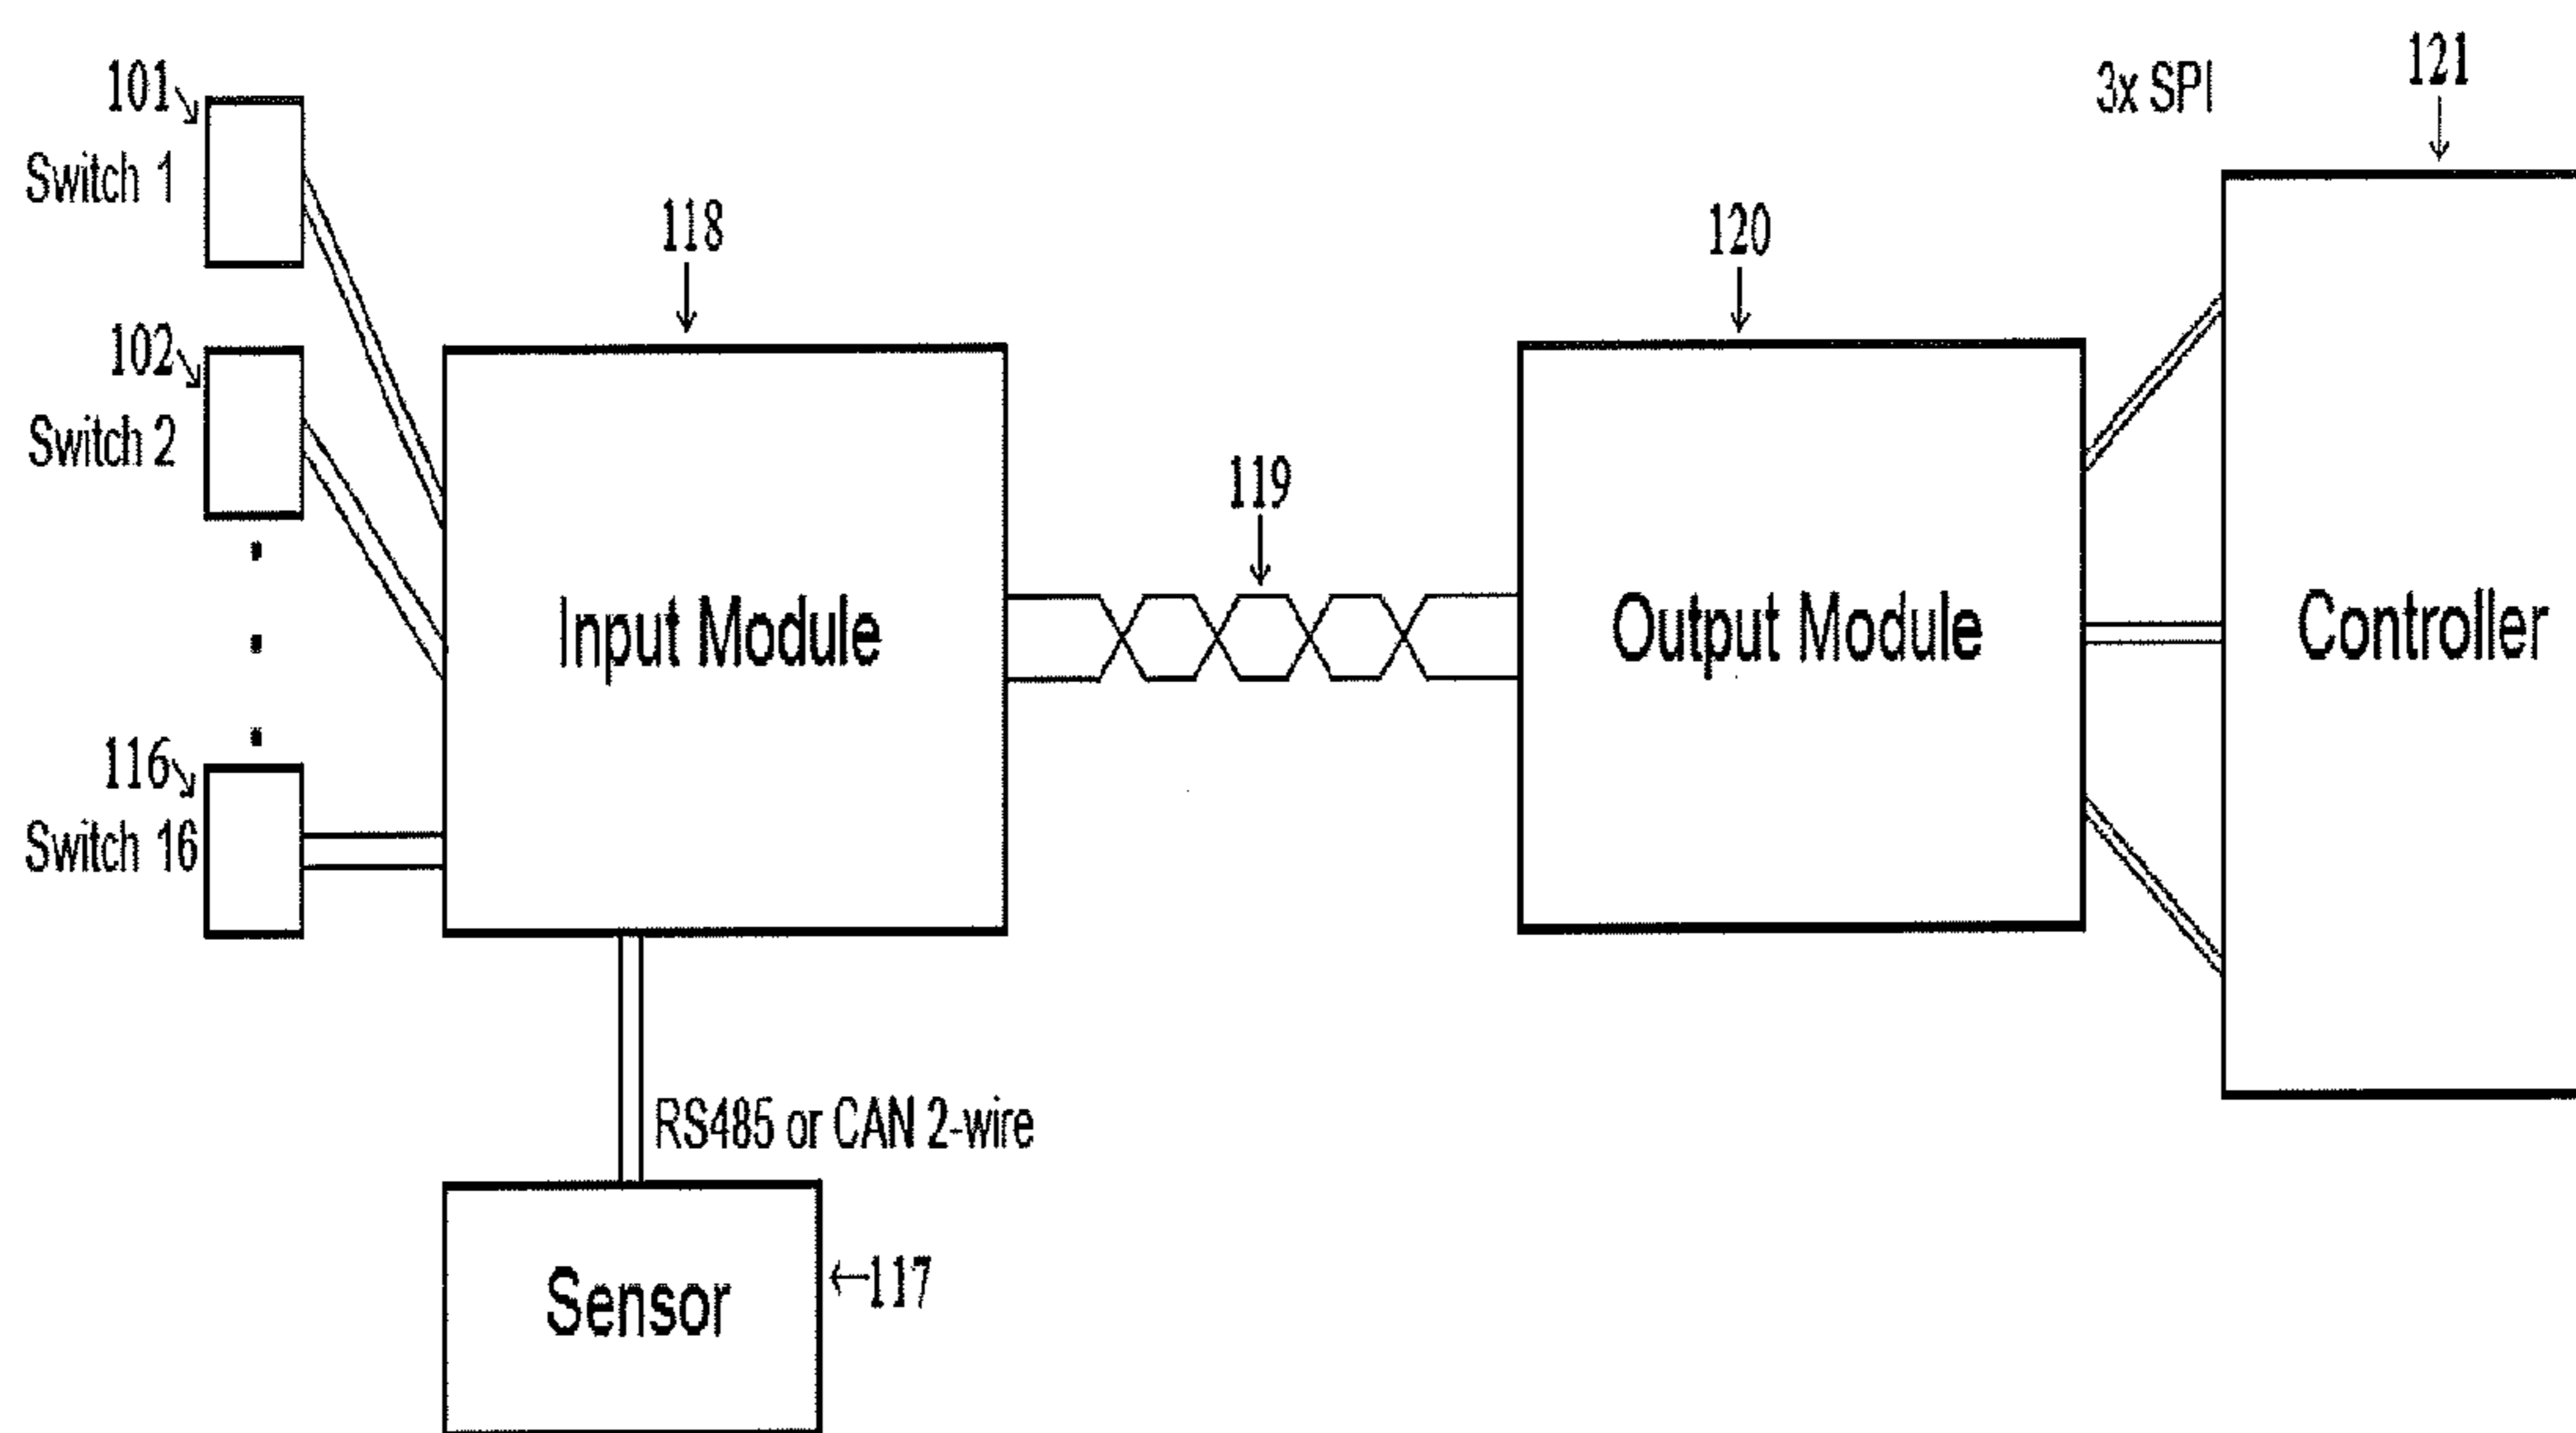 101
Switch 1
102
Switch 2
116
Switch 16
118
Input Module
119
120
Output Module
3x SPI
121
Controller
RS485 or CAN 2-wire
Sensor
117